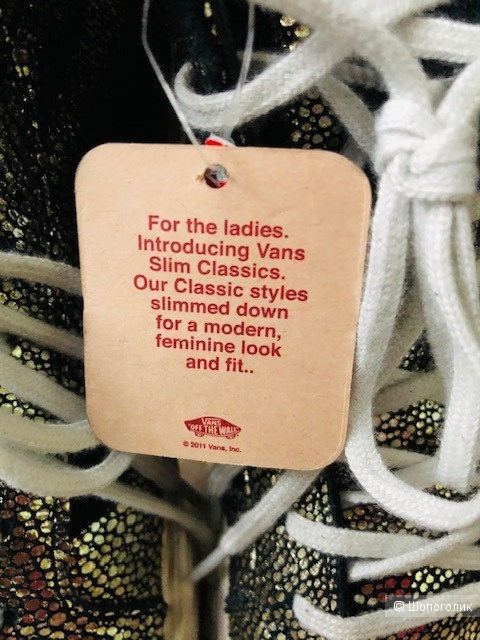 For the ladies.
Introducing Vans
Slim Classics.
Our Classic styles
slimmed down
for a modern,
feminine look
and fit..
VANS
"OFF THE WALL"
© 2011 Vans, Inc.
© Шопоголик